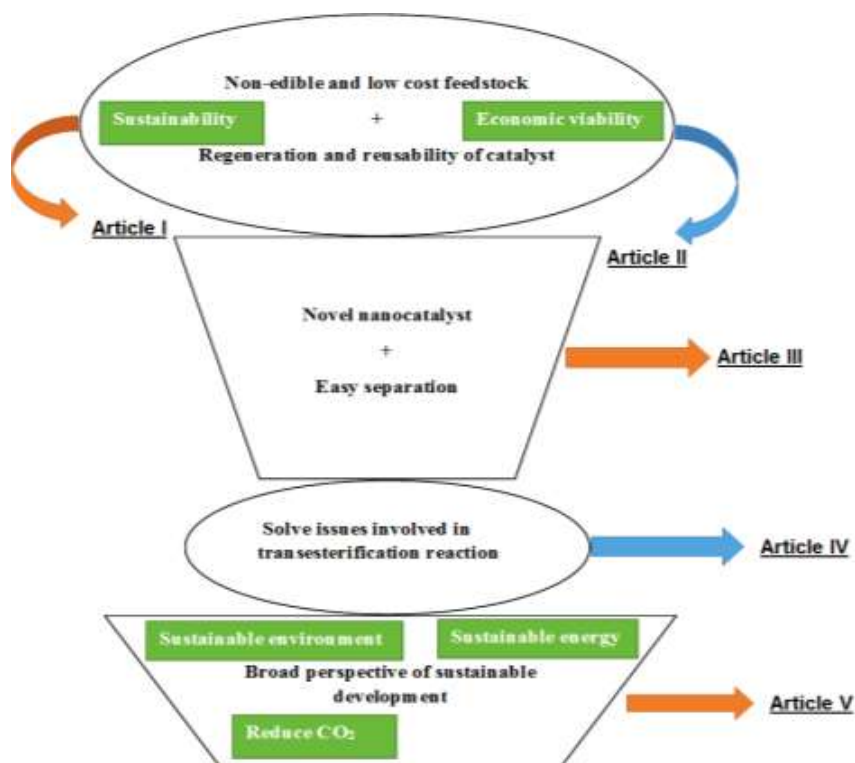 Non-edible and low cost feedstock
Sustainability
+
Economic viability
Regeneration and reusability of catalyst
Article I
Article II
Novel nanocatalyst
+
Easy separation
Article III
Solve issues involved in
transesterification reaction
Article IV
Sustainable environment
Sustainable energy
Broad perspective of sustainable
development
Reduce CO₂
Article V